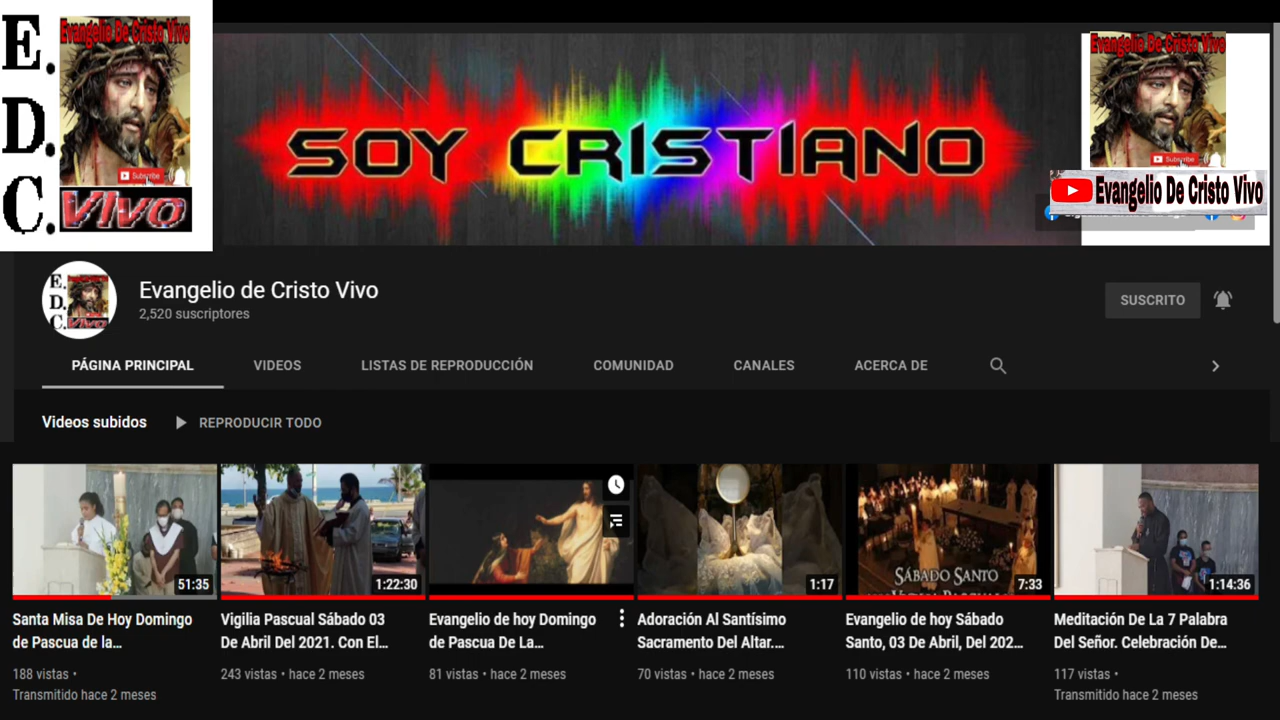 E.
D.
C.
Evangelio De Cristo Vivo
Subscribe
Vivo
SOY CRISTIANO
Evangelio De Cristo Vivo
Subscribe
Evangelio De Cristo Vivo
E.
D.
C.
Vivo
Evangelio de Cristo Vivo
2,520 suscriptores
SUSCRITO
PÁGINA PRINCIPAL
VIDEOS
LISTAS DE REPRODUCCIÓN
COMUNIDAD
CANALES
ACERCA DE
Videos subidos
REPRODUCIR TODO
51:35
1:22:30
1:17
SÁBADO SANTO
7:33
1:14:36
Santa Misa De Hoy Domingo
de Pascua de la...
188 vistas •
Transmitido hace 2 meses
Vigilia Pascual Sábado 03
De Abril Del 2021. Con El...
243 vistas • hace 2 meses
Evangelio de hoy Domingo
de Pascua De La...
81 vistas • hace 2 meses
Adoración Al Santísimo
Sacramento Del Altar....
70 vistas • hace 2 meses
Evangelio de hoy Sábado
Santo, 03 De Abril, Del 202...
110 vistas • hace 2 meses
Meditación De La 7 Palabra
Del Señor. Celebración De...
117 vistas •
Transmitido hace 2 meses